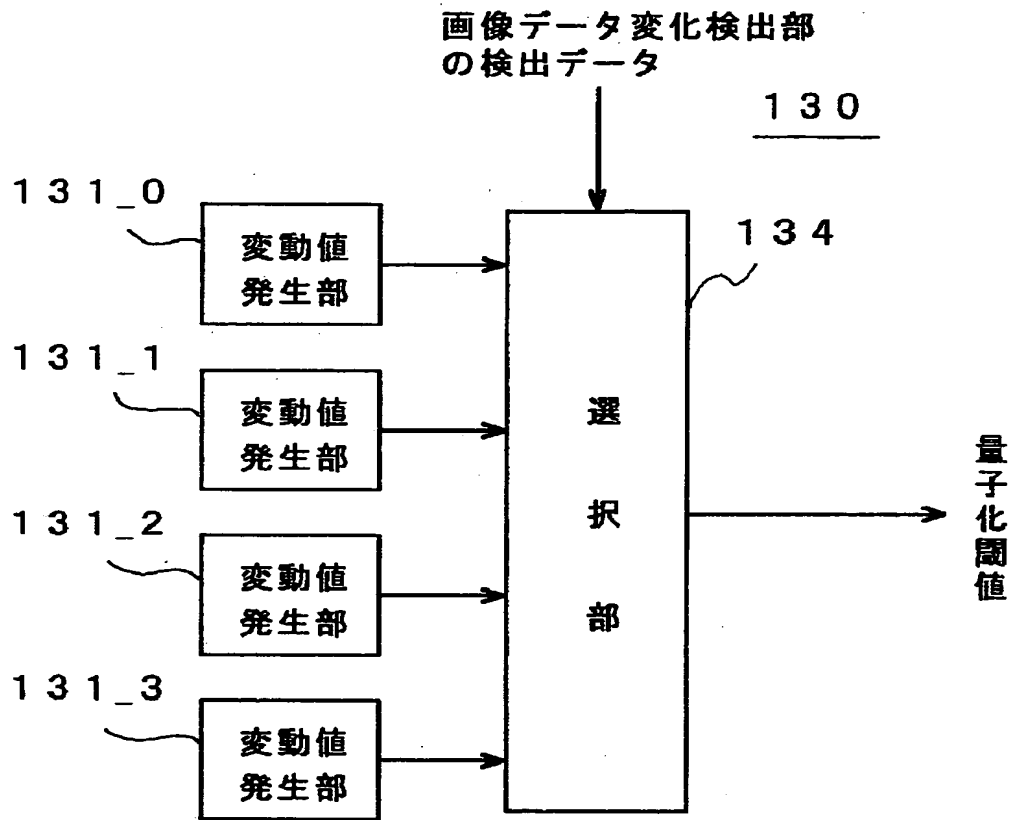 画像データ変化検出部
の検出データ
１３０
１３１_０
変動値
発生部
１３４
１３１_１
変動値
発生部
選択部
量子化閾値
１３１_２
変動値
発生部
１３１_３
変動値
発生部